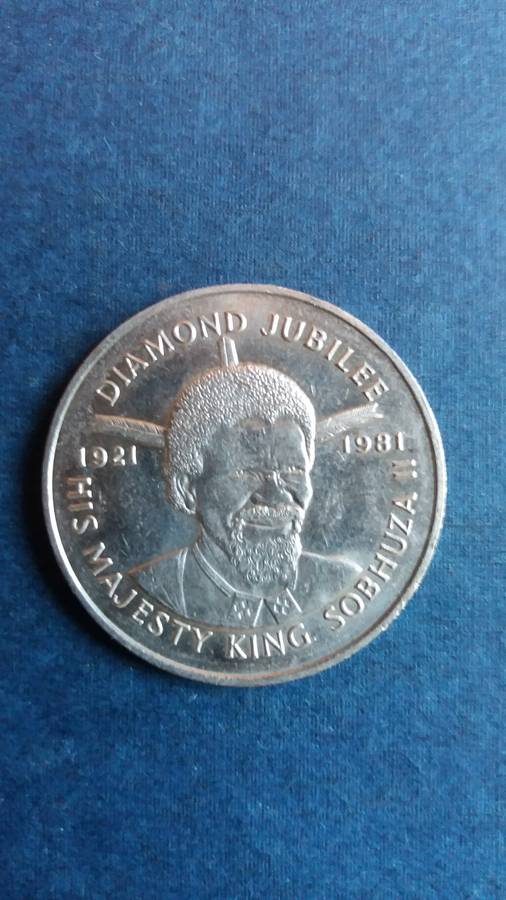 DIAMOND JUBILEE
1921 1981
HIS MAJESTY KING SOBHUZA II